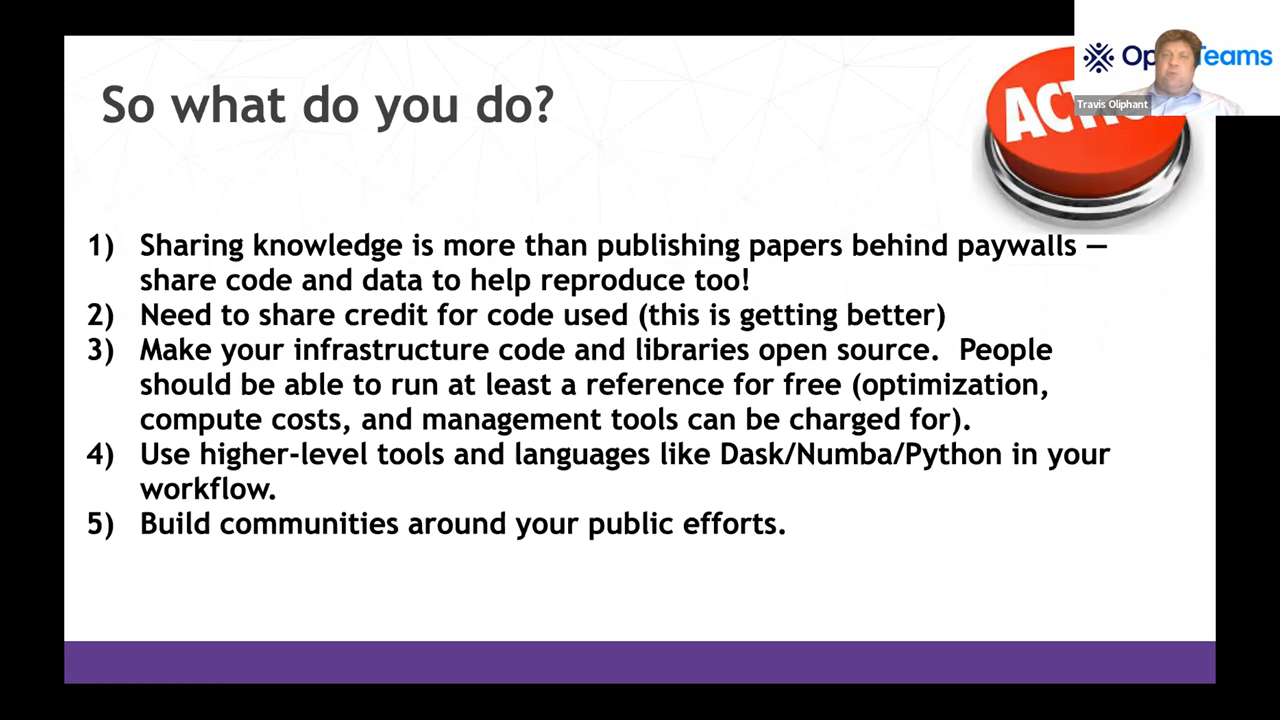 So what do you do?
Teams
Travis Oliphant
1) Sharing knowledge is more than publishing papers behind paywalls —
share code and data to help reproduce too!
2) Need to share credit for code used (this is getting better)
3) Make your infrastructure code and libraries open source.  People
should be able to run at least a reference for free (optimization,
compute costs, and management tools can be charged for).
4) Use higher-level tools and languages like Dask/Numba/Python in your
workflow.
5) Build communities around your public efforts.